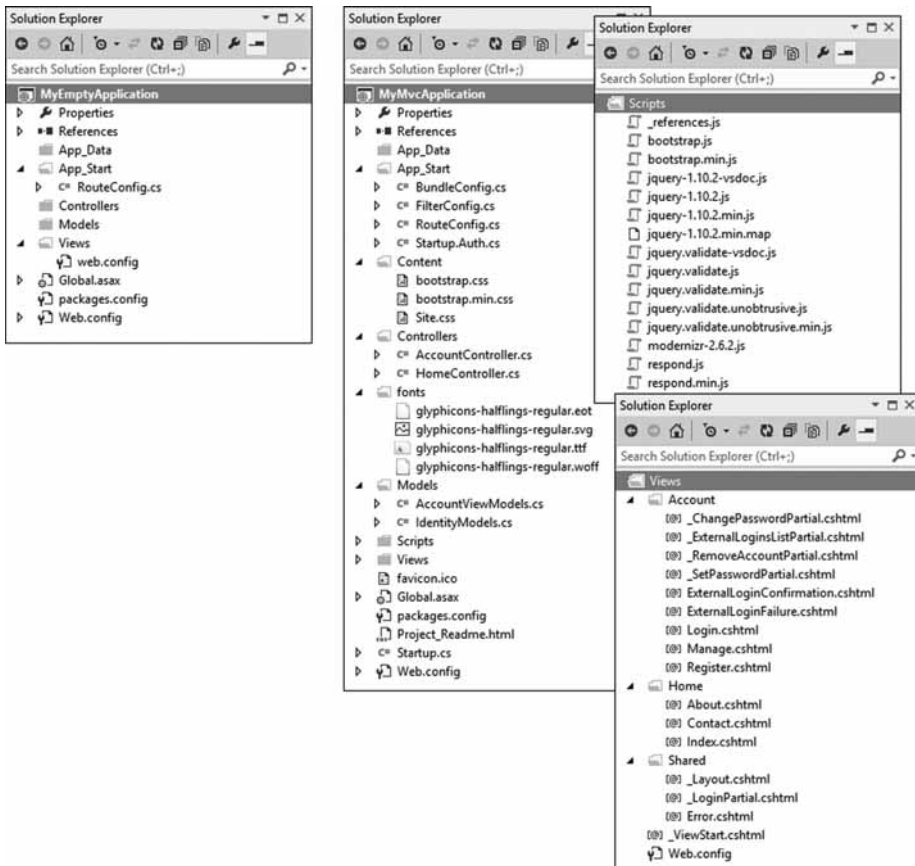 Solution Explorer
Search Solution Explorer (Ctrl+;)
MyEmptyApplication
Properties
References
App_Data
App_Start
C# RouteConfig.cs
Controllers
Models
Views
web.config
Global.asax
packages.config
Web.config
Solution Explorer
Search Solution Explorer (Ctrl+;)
MyMvcApplication
Properties
References
App_Data
App_Start
C# BundleConfig.cs
C# FilterConfig.cs
C# RouteConfig.cs
C# Startup.Auth.cs
Content
bootstrap.css
bootstrap.min.css
Site.css
Controllers
C# AccountController.cs
C# HomeController.cs
fonts
glyphicons-halflings-regular.eot
glyphicons-halflings-regular.svg
glyphicons-halflings-regular.ttf
glyphicons-halflings-regular.woff
Models
C# AccountViewModels.cs
C# IdentityModels.cs
Scripts
Views
favicon.ico
Global.asax
packages.config
Project_Readme.html
C# Startup.cs
Web.config
Solution Explorer
Search Solution Explorer (Ctrl+;)
Scripts
_references.js
bootstrap.js
bootstrap.min.js
jquery-1.10.2-vsdoc.js
jquery-1.10.2.js
jquery-1.10.2.min.js
jquery-1.10.2.min.map
jquery.validate-vsdoc.js
jquery.validate.js
jquery.validate.min.js
jquery.validate.unobtrusive.js
jquery.validate.unobtrusive.min.js
modernizr-2.6.2.js
respond.js
respond.min.js
Solution Explorer
Search Solution Explorer (Ctrl+;)
Views
Account
[@] _ChangePasswordPartial.cshtml
[@] _ExternalLoginsListPartial.cshtml
[@] _RemoveAccountPartial.cshtml
[@] _SetPasswordPartial.cshtml
[@] ExternalLoginConfirmation.cshtml
[@] ExternalLoginFailure.cshtml
[@] Login.cshtml
[@] Manage.cshtml
[@] Register.cshtml
Home
[@] About.cshtml
[@] Contact.cshtml
[@] Index.cshtml
Shared
[@] _Layout.cshtml
[@] _LoginPartial.cshtml
[@] Error.cshtml
[@] _ViewStart.cshtml
Web.config